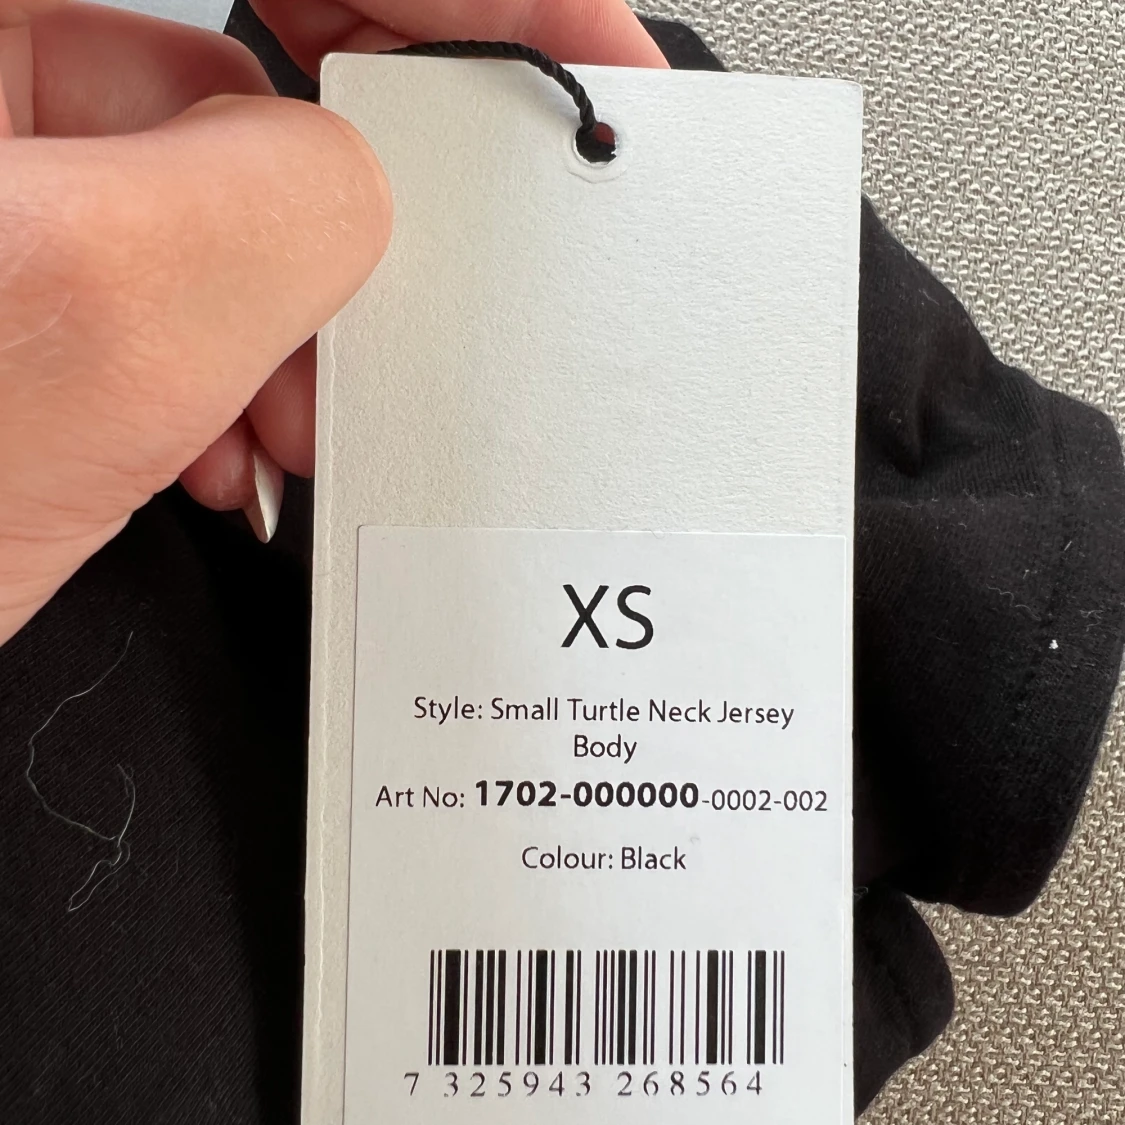 XS
Style: Small Turtle Neck Jersey
Body
Art No: 1702-000000-0002-002
Colour: Black
7 325943 268564